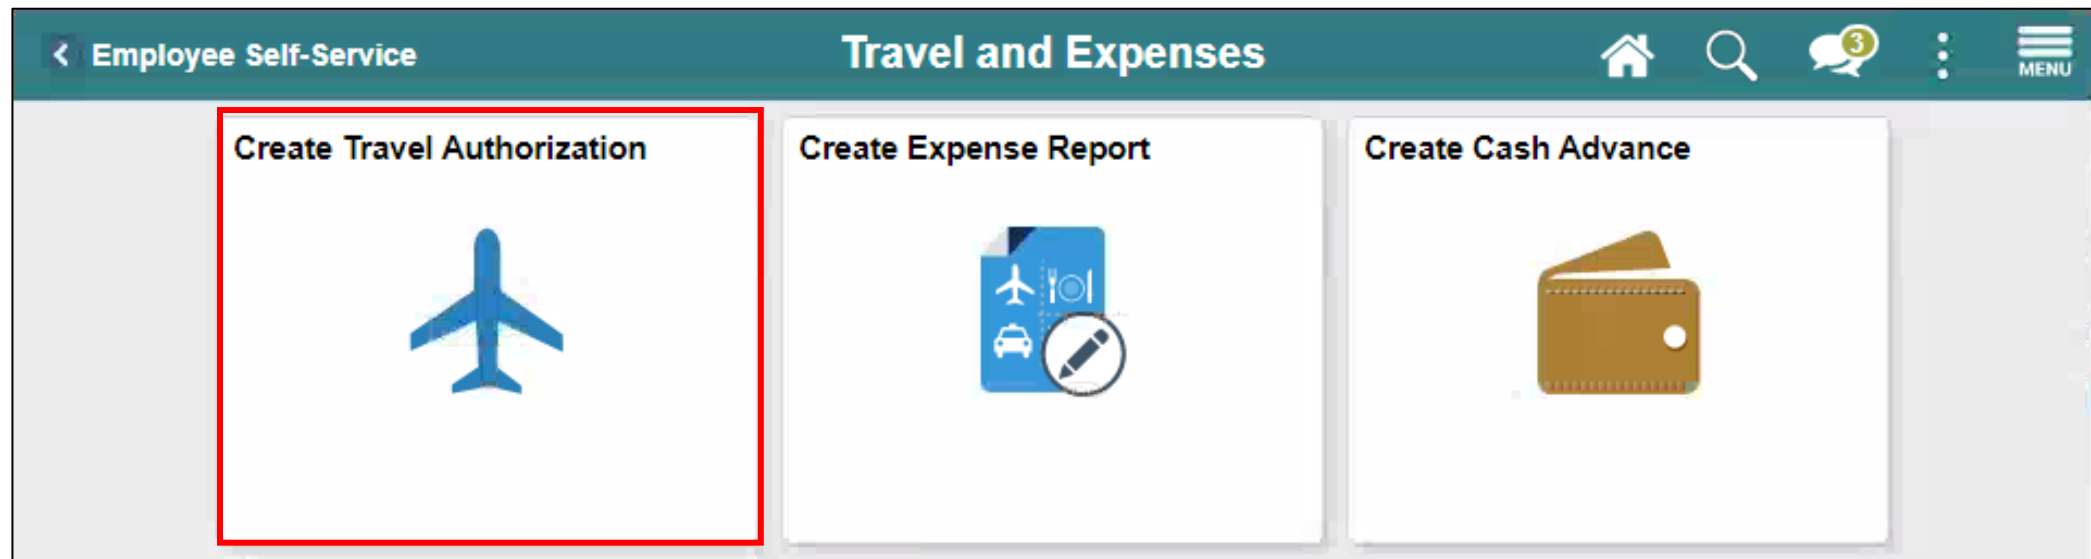 Employee Self-Service
Travel and Expenses
3
MENU
Create Travel Authorization
Create Expense Report
Create Cash Advance